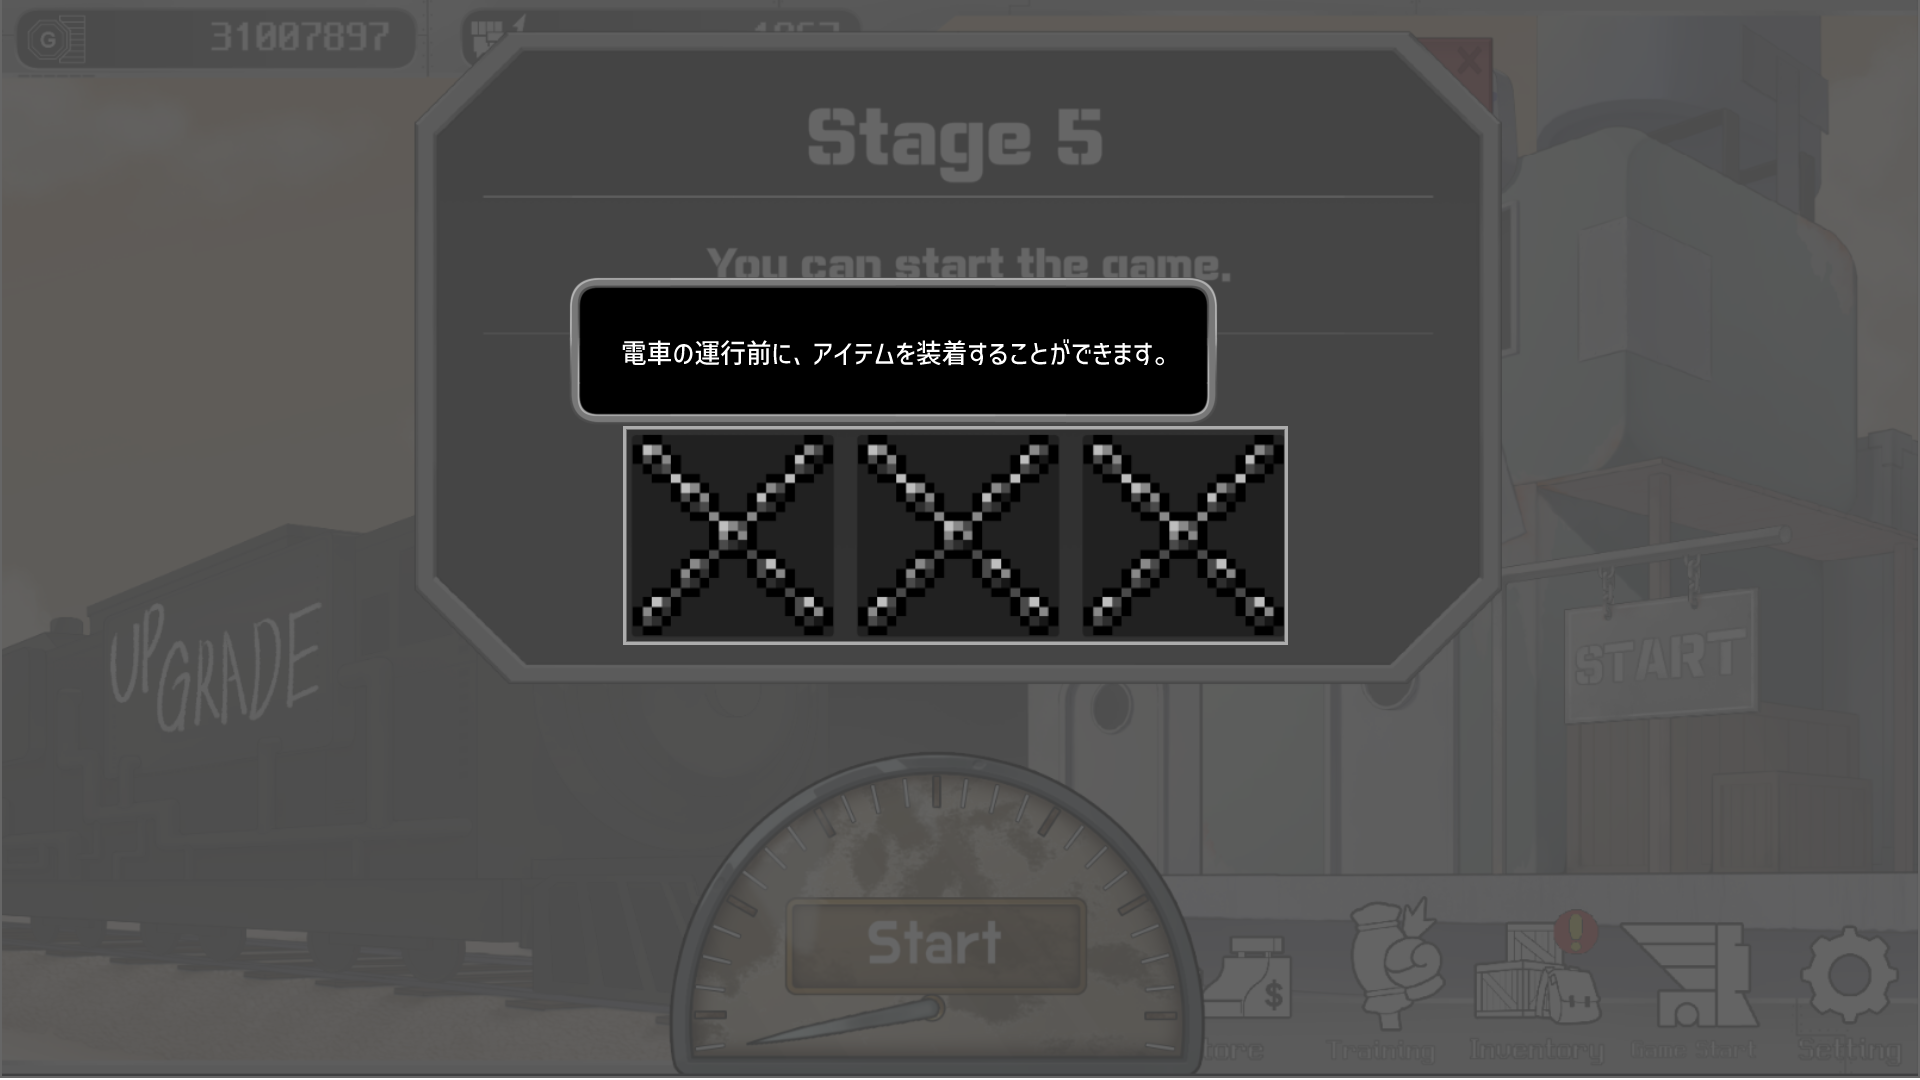 31007897
Stage 5
You can start the game.
電車の運行前に、アイテムを装着することができます。
UPGRADE
START
Start
Training
Inventory
Game Start
Setting